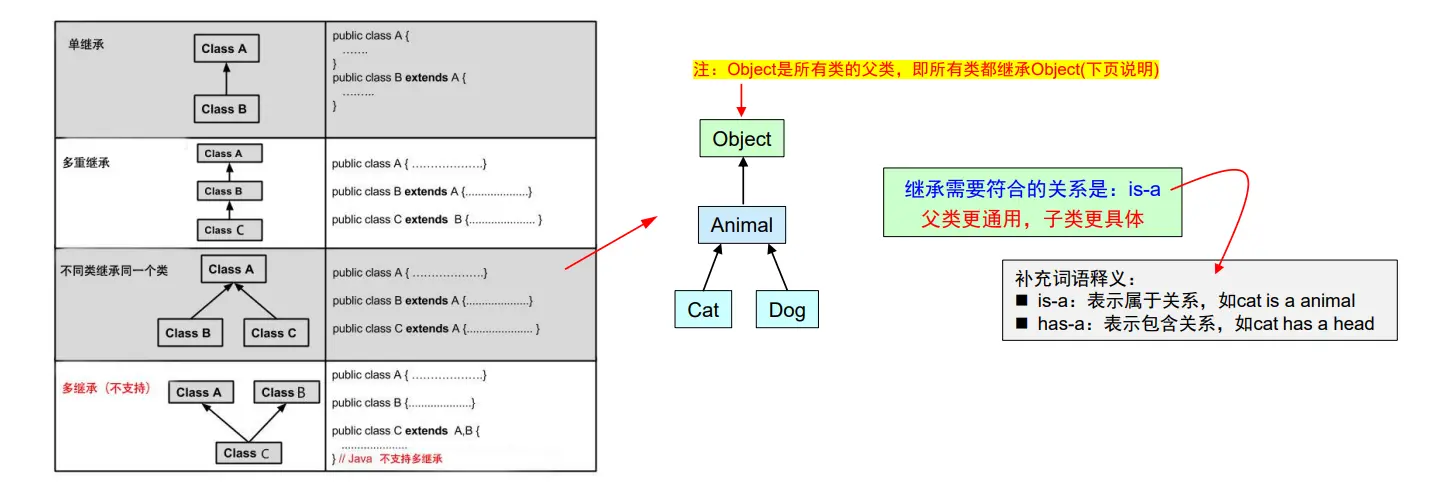 单继承
Class A
Class B
public class A {
.......
}
public class B extends A {
........
}
多重继承
Class A
Class B
Class C
public class A { ....................}
public class B extends A {....................}
public class C extends B {...................... }
不同类继承同一个类
Class A
Class B
Class C
public class A { ....................}
public class B extends A {....................}
public class C extends A {...................... }
多继承（不支持）
Class A
Class B
Class C
public class A { ....................}
public class B {....................}
public class C extends A,B {
.....................
} // Java 不支持多继承
注：Object是所有类的父类，即所有类都继承Object(下页说明)
Object
Animal
Cat
Dog
继承需要符合的关系是：is-a
父类更通用，子类更具体
补充词语释义：
■ is-a：表示属于关系，如cat is a animal
■ has-a：表示包含关系，如cat has a head